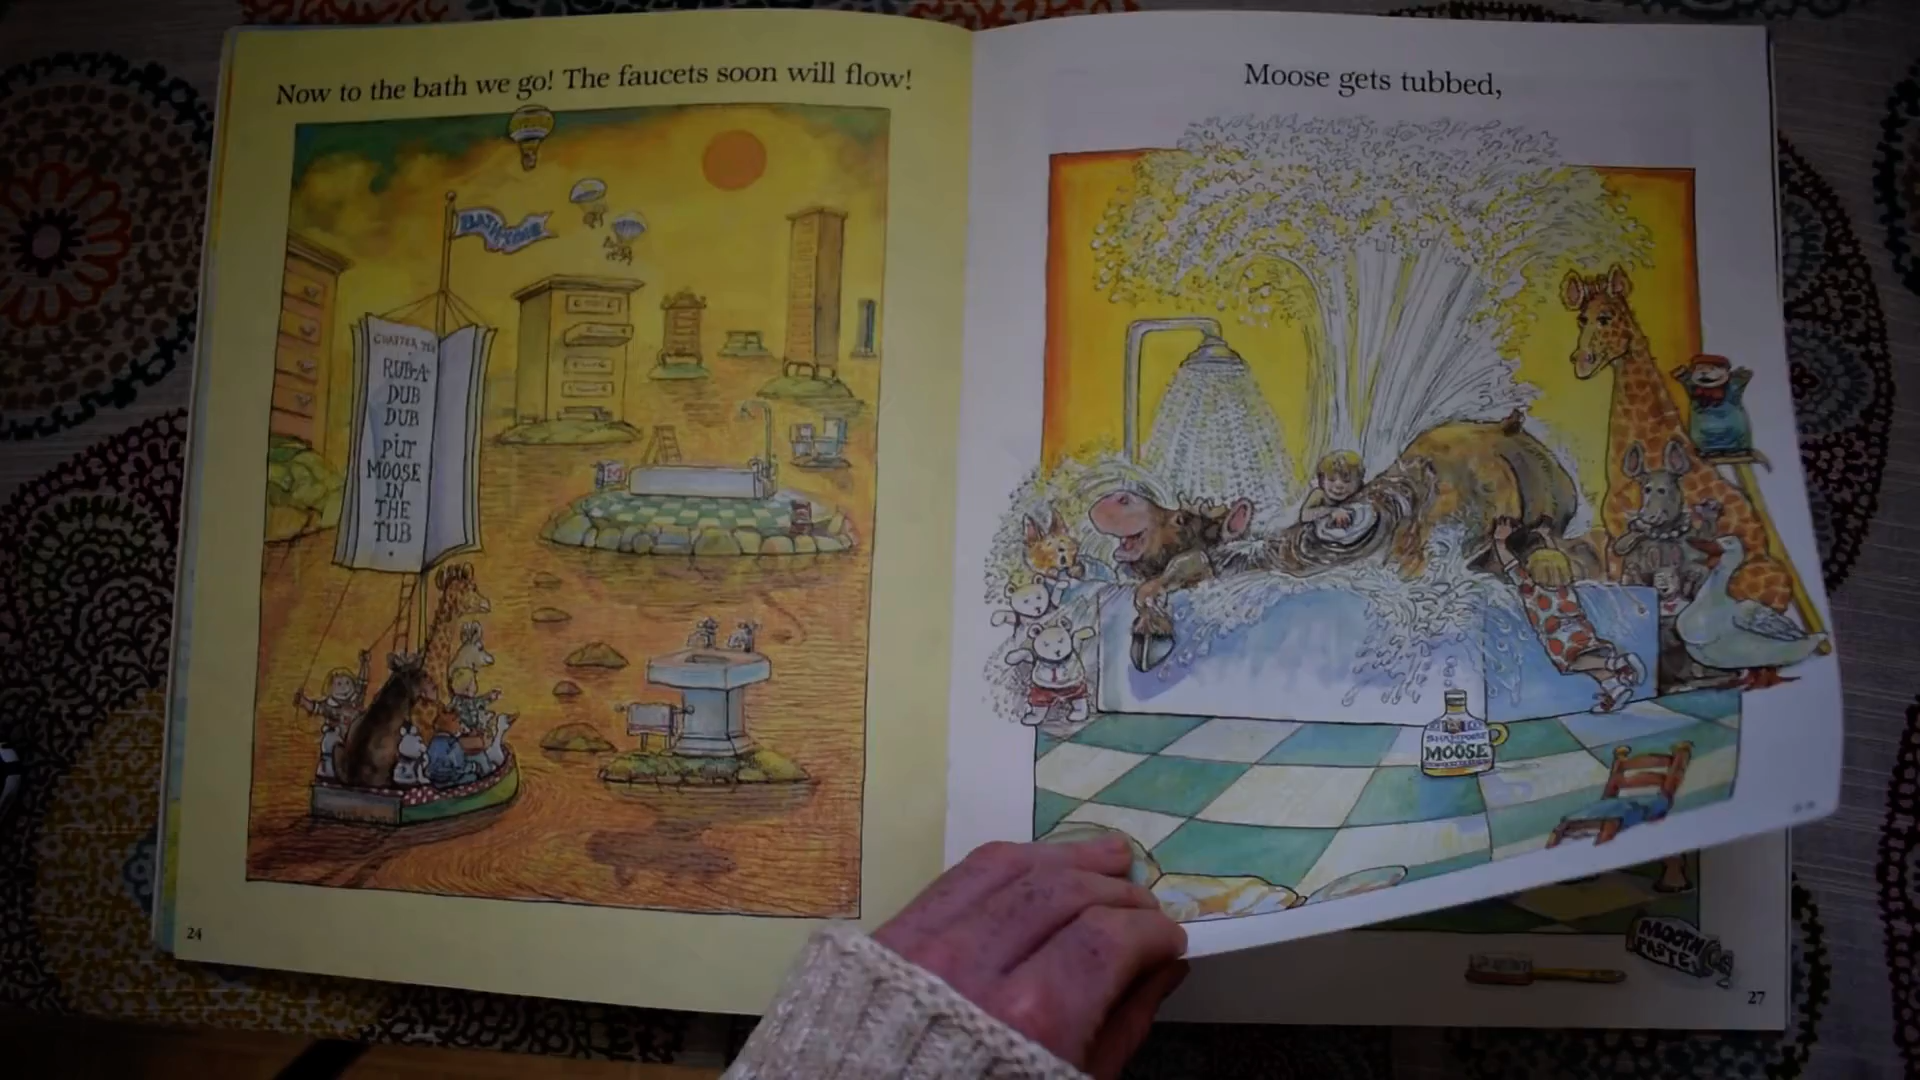 Now to the bath we go! The faucets soon will flow!
CHAPTER TEN
RUB-A-
DUB
DUB
PUT
MOOSE
IN
THE
TUB
24
Moose gets tubbed,
MOOSE
27